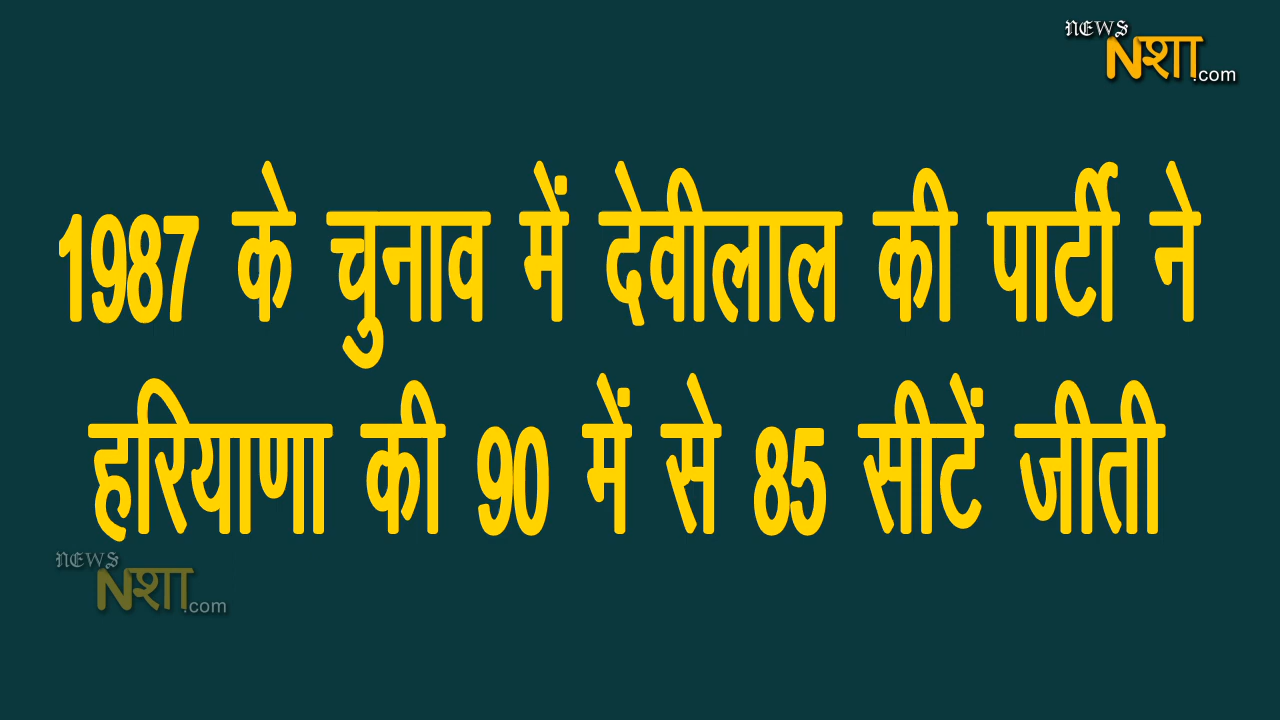 NEWS
Nशा.com
1987 के चुनाव में देवीलाल की पार्टी ने
हरियाणा की 90 में से 85 सीटें जीती
NEWS
Nशा.com